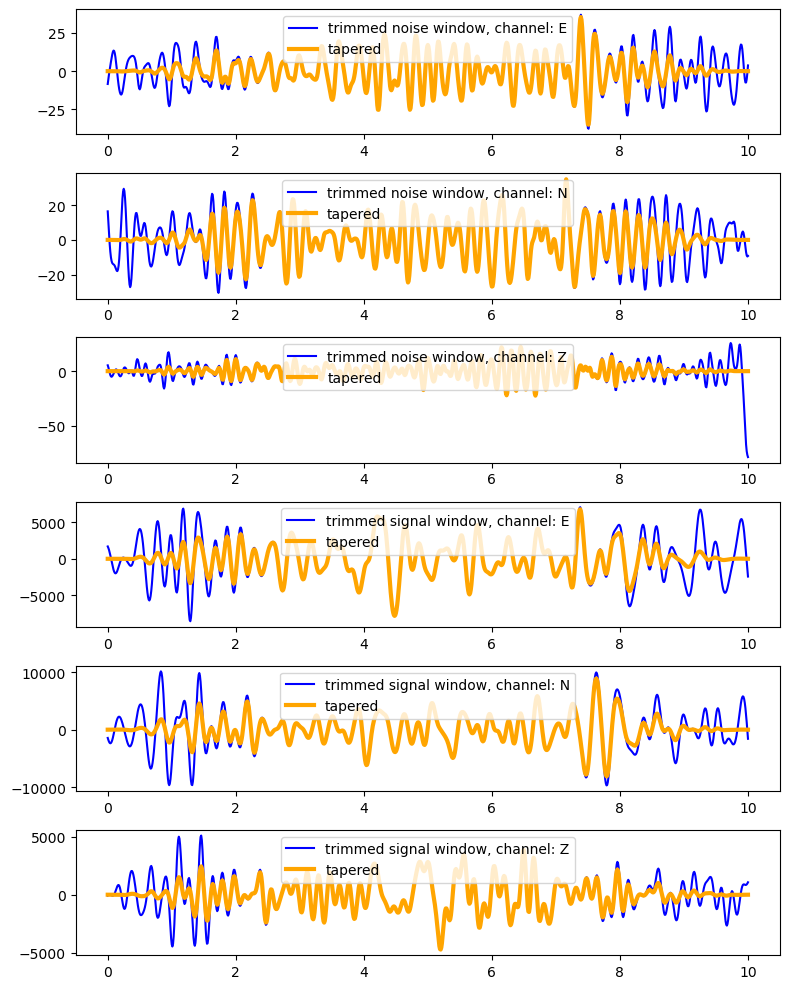 25
0
−25
trimmed noise window, channel: E
tapered
0 2 4 6 8 10
20
0
−20
trimmed noise window, channel: N
tapered
0 2 4 6 8 10
0
−50
trimmed noise window, channel: Z
tapered
0 2 4 6 8 10
5000
0
−5000
trimmed signal window, channel: E
tapered
0 2 4 6 8 10
10000
0
−10000
trimmed signal window, channel: N
tapered
0 2 4 6 8 10
5000
0
−5000
trimmed signal window, channel: Z
tapered
0 2 4 6 8 10